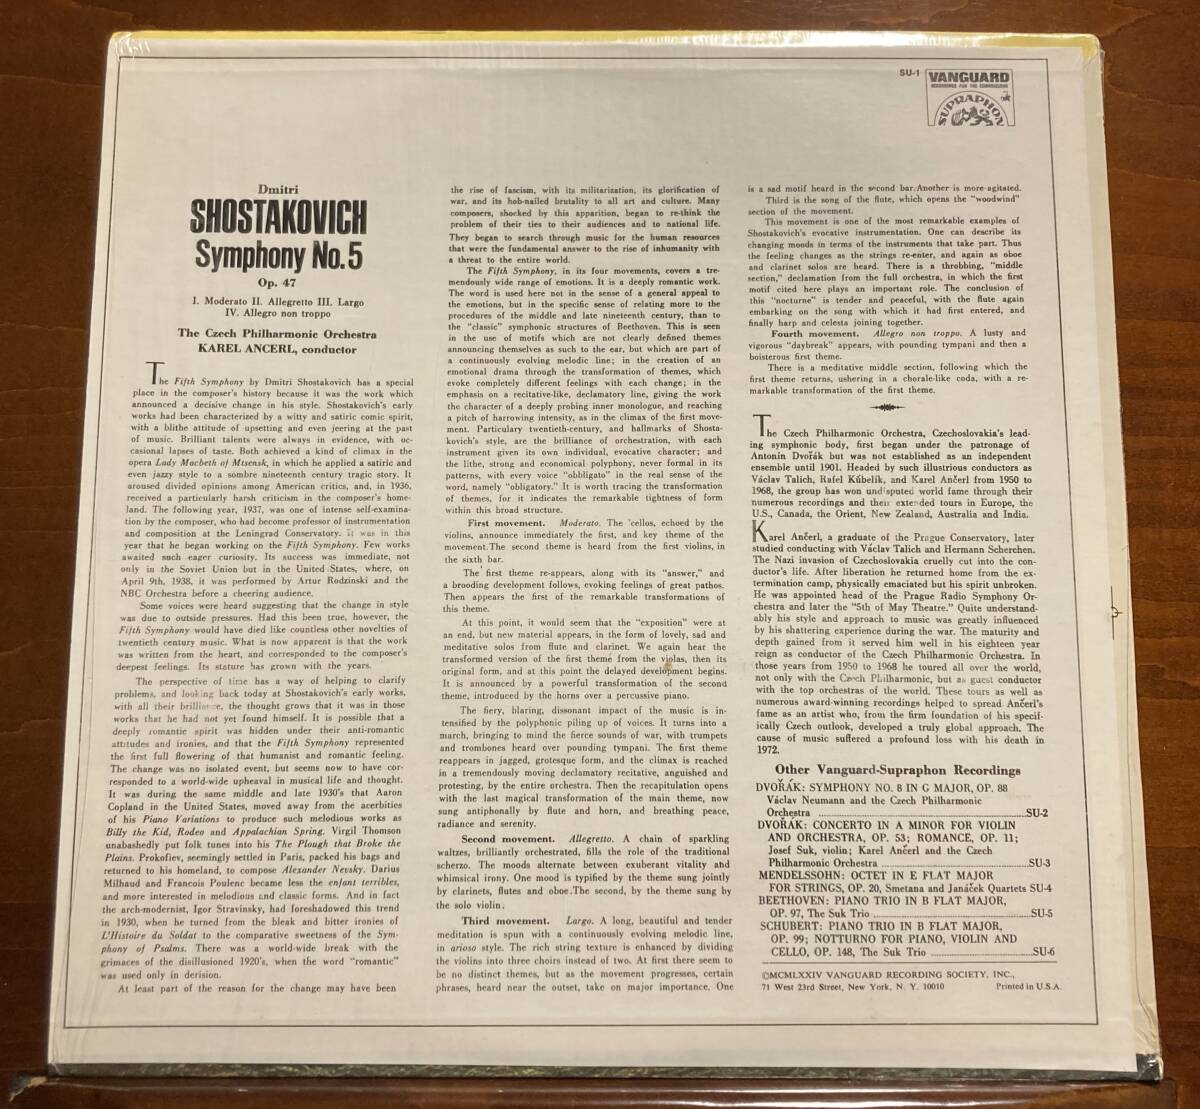 SU-1
VANGUARD
RECORDINGS FOR THE CONNOISSEUR
SUPRAPHON
Dmitri
SHOSTAKOVICH
Symphony No. 5
Op. 47
I. Moderato II. Allegretto III. Largo
IV. Allegro non troppo
The Czech Philharmonic Orchestra
KAREL ANCERL, conductor
The Fifth Symphony by Dmitri Shostakovich has a special
place in the composer's history because it was the work which
announced a decisive change in his style. Shostakovich's early
works had been characterized by a witty and satiric comic spirit,
with a blithe attitude of upsetting and even jeering at the past
of music. Brilliant talents were always in evidence, with oc-
casional lapses of taste. Both achieved a kind of climax in the
opera Lady Macbeth of Mtsensk, in which he applied a satiric and
even jazzy style to a sombre nineteenth century tragic story. It
aroused divided opinions among American critics, and, in 1936,
received a particularly harsh criticism in the composer's home-
land. The following year, 1937, was one of intense self-examina-
tion by the composer, who had become professor of instrumentation
and composition at the Leningrad Conservatory. It was in this
year that he began working on the Fifth Symphony. Few works
awaited such eager curiosity. Its success was immediate, not
only in the Soviet Union but in the United States, where, on
April 9th, 1938, it was performed by Artur Rodzinski and the
NBC Orchestra before a cheering audience.
Some voices were heard suggesting that the change in style
was due to outside pressures. Had this been true, however, the
Fifth Symphony would have died like countless other novelties of
twentieth century music. What is now apparent is that the work
was written from the heart, and corresponded to the composer's
deepest feelings. Its stature has grown with the years.
The perspective of time has a way of helping to clarify
problems, and looking back today at Shostakovich's early works,
with all their brilliance, the thought grows that it was in those
works that he had not yet found himself. It is possible that a
deeply romantic spirit was hidden under their anti-romantic
attitudes and ironies, and that the Fifth Symphony represented
the first full flowering of that humanist and romantic feeling.
The change was no isolated event, but seems now to have cor-
responded to a world-wide upheaval in musical life and thought.
It was during the same middle and late 1930's that Aaron
Copland in the United States, moved away from the acerbities
of his Piano Variations to produce such melodious works as
Billy the Kid, Rodeo and Appalachian Spring. Virgil Thomson
unabashedly put folk tunes into his The Plough that Broke the
Plains. Prokofiev, seemingly settled in Paris, packed his bags and
returned to his homeland, to compose Alexander Nevsky. Darius
Milhaud and Francois Poulenc became less the enfant terribles,
and more interested in melodious and classic forms. And in fact
the arch-modernist, Igor Stravinsky, had foreshadowed this trend
in 1930, when he turned from the bleak and bitter ironies of
L'Histoire du Soldat to the comparative sweetness of the Sym-
phony of Psalms. There was a world-wide break with the
grimaces of the disillusioned 1920's, when the word "romantic"
was used only in derision.
At least part of the reason for the change may have been
the rise of fascism, with its militarization, its glorification of
war, and its hob-nailed brutality to all art and culture. Many
composers, shocked by this apparition, began to re-think the
problem of their ties to their audiences and to national life.
They began to search through music for the human resources
that were the fundamental answer to the rise of inhumanity with
a threat to the entire world.
The Fifth Symphony, in its four movements, covers a tre-
mendously wide range of emotions. It is a deeply romantic work.
The word is used here not in the sense of a general appeal to
the emotions, but in the specific sense of relating more to the
procedures of the middle and late nineteenth century, than to
the "classic" symphonic structures of Beethoven. This is seen
in the use of motifs which are not clearly defined themes
announcing themselves as such to the ear, but which are part of
a continuously evolving melodic line; in the creation of an
emotional drama through the transformation of themes, which
evoke completely different feelings with each change; in the
emphasis on a recitative-like, declamatory line, giving the work
the character of a deeply probing inner monologue, and reaching
a pitch of harrowing intensity, as in the climax of the first move-
ment. Particulary twentieth-century, and hallmarks of Shosta-
kovich's style, are the brilliance of orchestration, with each
instrument given its own individual, evocative character; and
the lithe, strong and economical polyphony, never formal in its
patterns, with every voice "obbligato" in the real sense of the
word, namely "obligatory." It is worth tracing the transformation
of themes, for it indicates the remarkable tightness of form
within this broad structure.
First movement. Moderato. The 'cellos, echoed by the
violins, announce immediately the first, and key theme of the
movement.The second theme is heard from the first violins, in
the sixth bar.
The first theme re-appears, along with its "answer," and
a brooding development follows, evoking feelings of great pathos.
Then appears the first of the remarkable transformations of
this theme.
At this point, it would seem that the "exposition" were at
an end, but new material appears, in the form of lovely, sad and
meditative solos from flute and clarinet. We again hear the
transformed version of the first theme from the violas, then its
original form, and at this point the delayed development begins.
It is announced by a powerful transformation of the second
theme, introduced by the horns over a percussive piano.
The fiery, blaring, dissonant impact of the music is in-
tensified by the polyphonic piling up of voices. It turns into a
march, bringing to mind the fierce sounds of war, with trumpets
and trombones heard over pounding tympani. The first theme
reappears in jagged, grotesque form, and the climax is reached
in a tremendously moving declamatory recitative, anguished and
protesting, by the entire orchestra. Then the recapitulation opens
with the last magical transformation of the main theme, now
sung antiphonally by flute and horn, and breathing peace,
radiance and serenity.
Second movement. Allegretto. A chain of sparkling
waltzes, brilliantly orchestrated, fills the role of the traditional
scherzo. The moods alternate between exuberant vitality and
whimsical irony. One mood is typified by the theme sung jointly
by clarinets, flutes and oboe.The second, by the theme sung by
the solo violin.
Third movement. Largo. A long, beautiful and tender
meditation is spun with a continuously evolving melodic line,
in arioso style. The rich string texture is enhanced by dividing
the violins into three choirs instead of two. At first there seem to
be no distinct themes, but as the movement progresses, certain
phrases, heard near the outset, take on major importance. One
is a sad motif heard in the second bar. Another is more agitated.
Third is the song of the flute, which opens the "woodwind"
section of the movement.
This movement is one of the most remarkable examples of
Shostakovich's evocative instrumentation. One can describe its
changing moods in terms of the instruments that take part. Thus
the feeling changes as the strings re-enter, and again as oboe
and clarinet solos are heard. There is a throbbing, "middle
section," declamation from the full orchestra, in which the first
motif cited here plays an important role. The conclusion of
this "nocturne" is tender and peaceful, with the flute again
embarking on the song with which it had first entered, and
finally harp and celesta joining together.
Fourth movement. Allegro non troppo. A lusty and
vigorous "daybreak" appears, with pounding tympani and then a
boisterous first theme.
There is a meditative middle section, following which the
first theme returns, ushering in a chorale-like coda, with a re-
markable transformation of the first theme.
The Czech Philharmonic Orchestra, Czechoslovakia's lead-
ing symphonic body, first began under the patronage of
Antonín Dvořák but was not established as an independent
ensemble until 1901. Headed by such illustrious conductors as
Václav Talich, Rafel Kúbelík, and Karel Ančerl from 1950 to
1968, the group has won undisputed world fame through their
numerous recordings and their extended tours in Europe, the
U.S., Canada, the Orient, New Zealand, Australia and India.
Karel Ančerl, a graduate of the Prague Conservatory, later
studied conducting with Václav Talich and Hermann Scherchen.
The Nazi invasion of Czechoslovakia cruelly cut into the con-
ductor's life. After liberation he returned home from the ex-
termination camp, physically emaciated but his spirit unbroken.
He was appointed head of the Prague Radio Symphony Or-
chestra and later the "5th of May Theatre." Quite understand-
ably his style and approach to music was greatly influenced
by his shattering experience during the war. The maturity and
depth gained from it served him well in his eighteen year
reign as conductor of the Czech Philharmonic Orchestra. In
those years from 1950 to 1968 he toured all over the world,
not only with the Czech Philharmonic, but as guest conductor
with the top orchestras of the world. These tours as well as
numerous award-winning recordings helped to spread Ančerl's
fame as an artist who, from the firm foundation of his specif-
ically Czech outlook, developed a truly global approach. The
cause of music suffered a profound loss with his death in
1972.
Other Vanguard-Supraphon Recordings
DVOŘÁK: SYMPHONY NO. 8 IN G MAJOR, OP. 88
Václav Neumann and the Czech Philharmonic
Orchestra ........ SU-2
DVOŘÁK: CONCERTO IN A MINOR FOR VIOLIN
AND ORCHESTRA, OP. 53; ROMANCE, OP. 11;
Josef Suk, violin; Karel Ančerl and the Czech
Philharmonic Orchestra ........ SU-3
MENDELSSOHN: OCTET IN E FLAT MAJOR
FOR STRINGS, OP. 20, Smetana and Janáček Quartets SU-4
BEETHOVEN: PIANO TRIO IN B FLAT MAJOR,
OP. 97, The Suk Trio ........ SU-5
SCHUBERT: PIANO TRIO IN B FLAT MAJOR,
OP. 99; NOTTURNO FOR PIANO, VIOLIN AND
CELLO, OP. 148, The Suk Trio ........ SU-6
©MCMLXXIV VANGUARD RECORDING SOCIETY, INC.,
71 West 23rd Street, New York, N. Y. 10010 Printed in U.S.A.